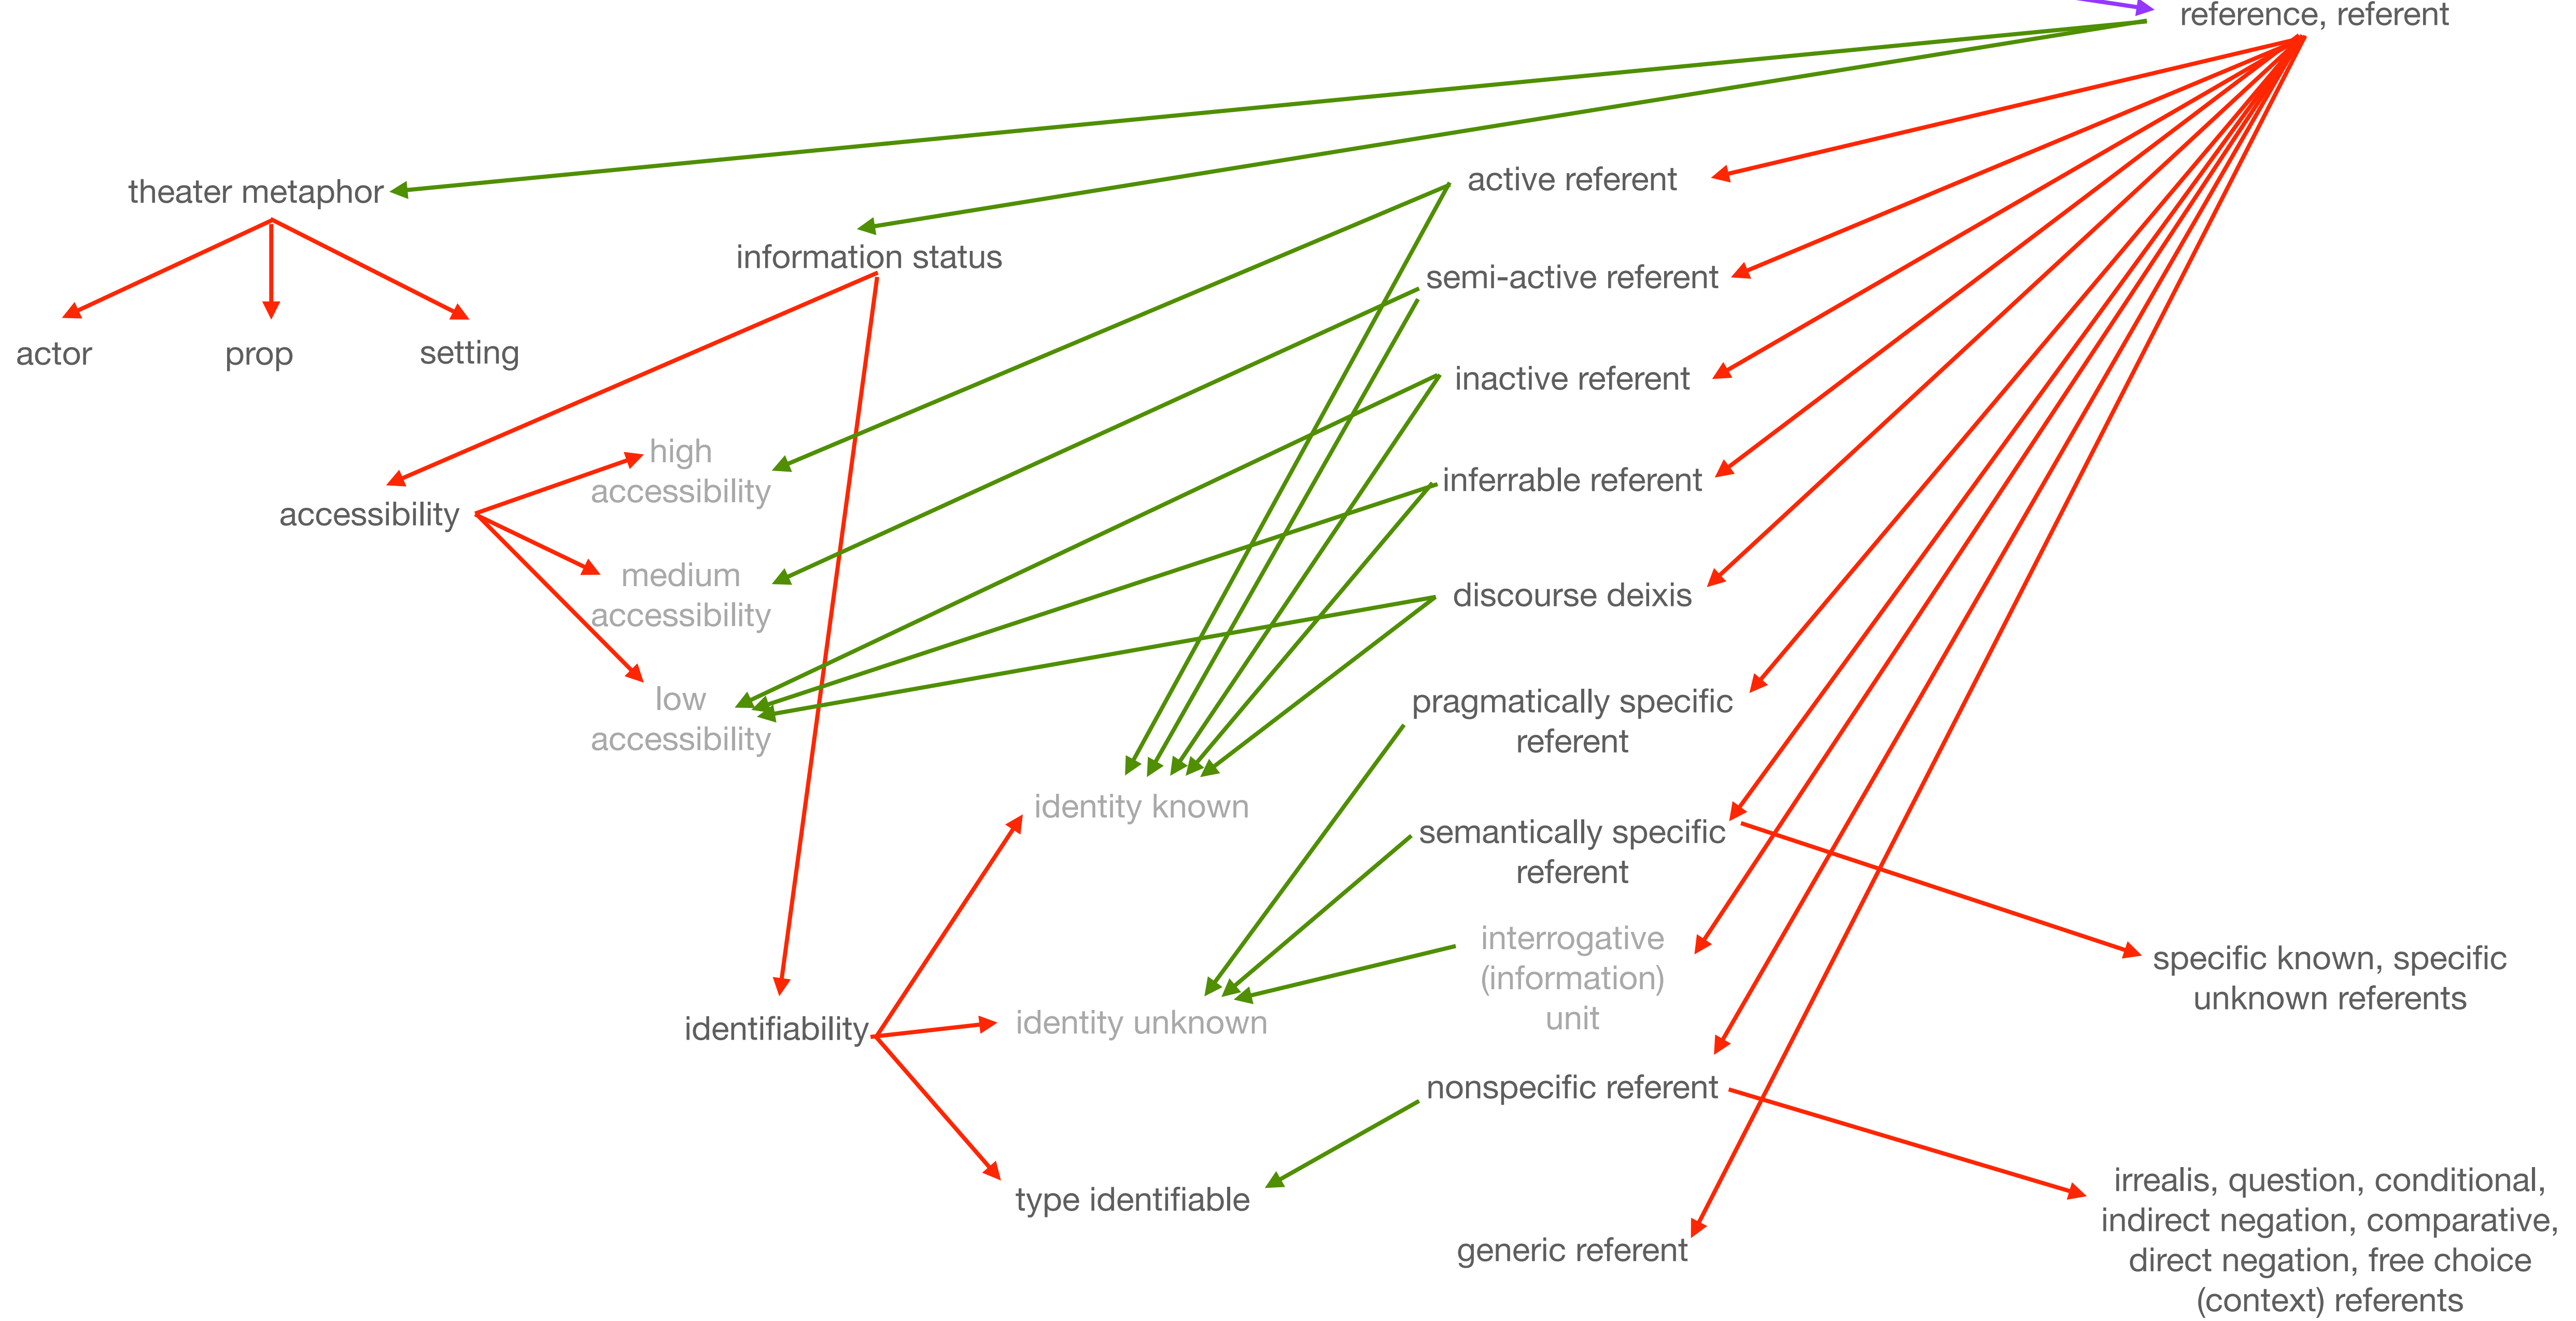 reference, referent
theater metaphor
active referent
information status
semi-active referent
actor
prop
setting
inactive referent
high
accessibility
inferrable referent
accessibility
medium
accessibility
discourse deixis
low
accessibility
pragmatically specific
referent
identity known
semantically specific
referent
interrogative
(information)
unit
specific known, specific
unknown referents
identifiability
identity unknown
nonspecific referent
type identifiable
generic referent
irrealis, question, conditional,
indirect negation, comparative,
direct negation, free choice
(context) referents